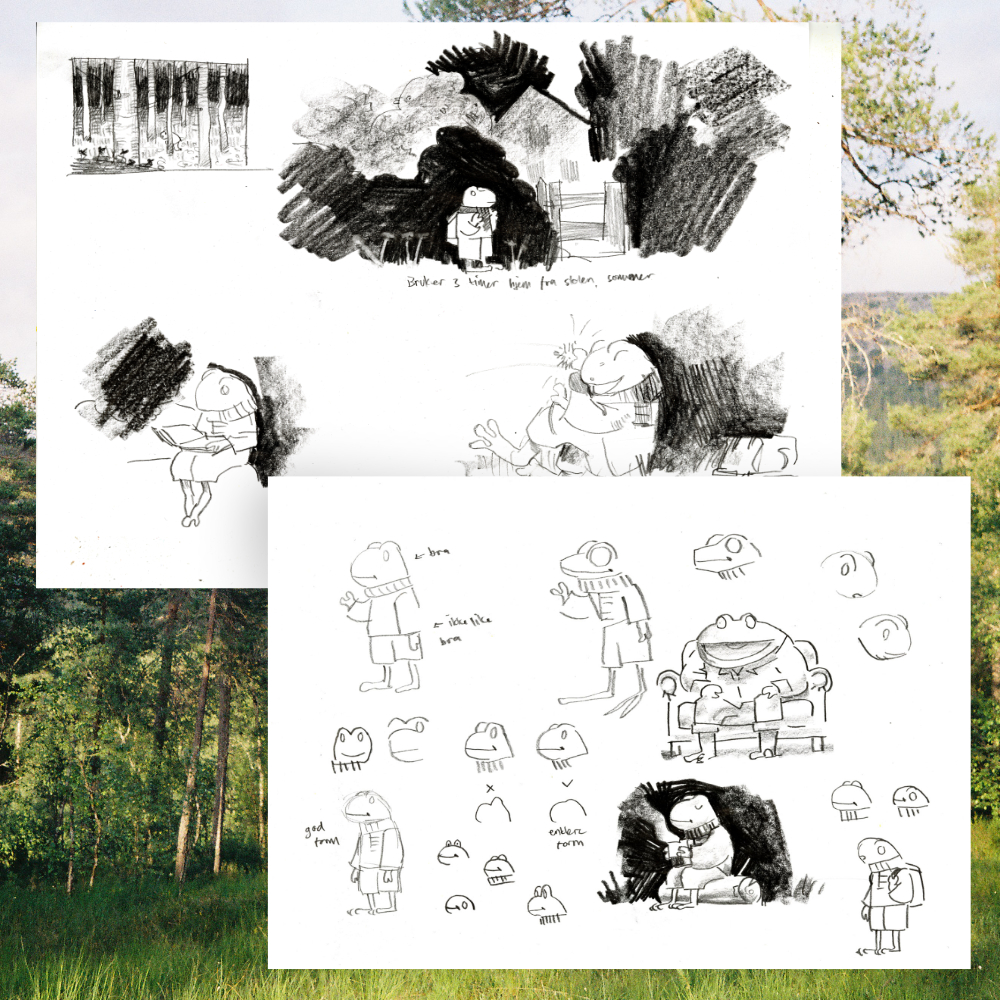 Bruker 3 timer hjem fra skolen, sommer
← bra
← ikke like
bra
x
✓
enklere
form
god
form